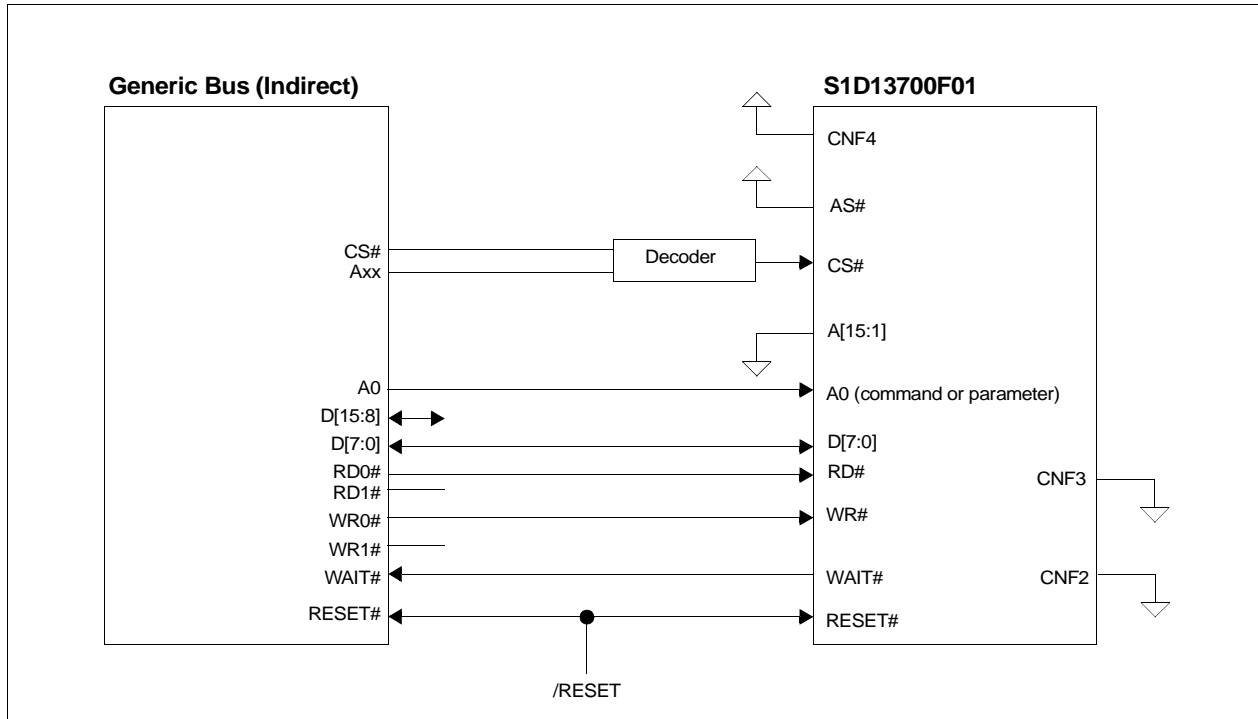 Generic Bus (Indirect)
S1D13700F01
CNF4
AS#
CS#
Axx
Decoder
CS#
A[15:1]
A0
A0 (command or parameter)
D[15:8]
D[7:0]
D[7:0]
RD0#
RD#
RD1#
CNF3
WR0#
WR#
WR1#
WAIT#
WAIT#
CNF2
RESET#
RESET#
/RESET